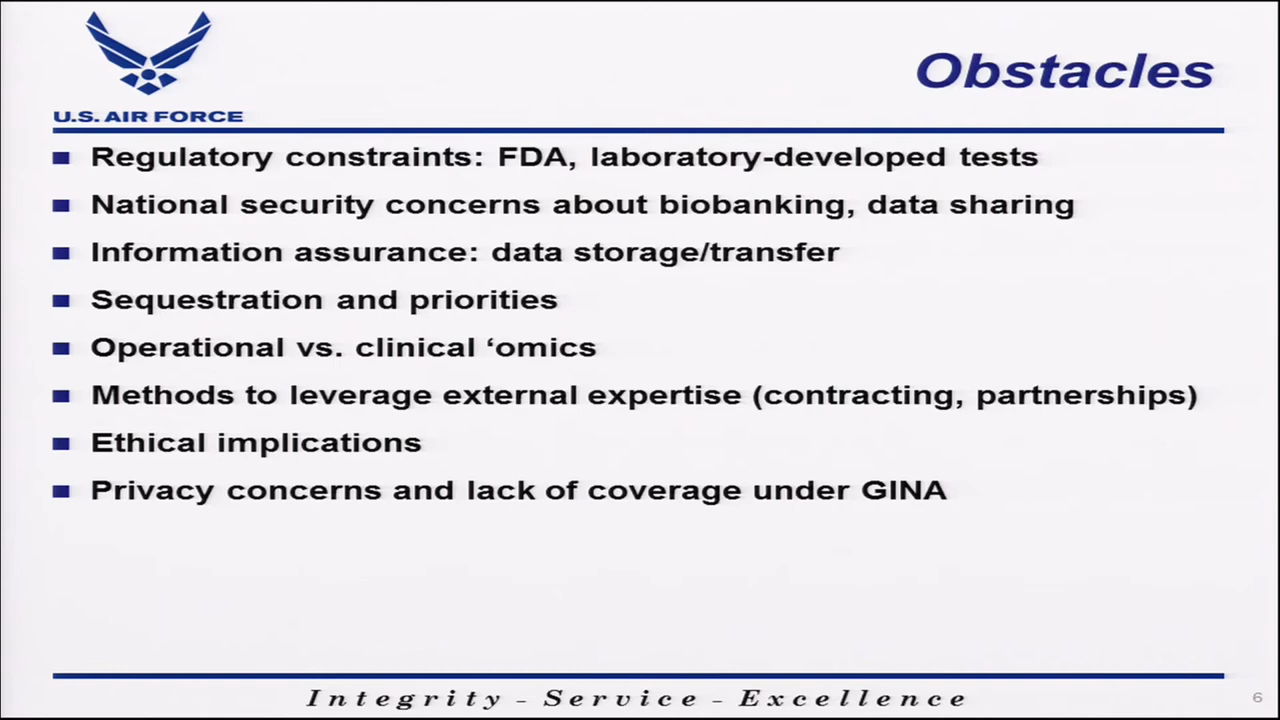 Obstacles
U.S. AIR FORCE
Regulatory constraints: FDA, laboratory-developed tests
National security concerns about biobanking, data sharing
Information assurance: data storage/transfer
Sequestration and priorities
Operational vs. clinical ‘omics
Methods to leverage external expertise (contracting, partnerships)
Ethical implications
Privacy concerns and lack of coverage under GINA
Integrity - Service - Excellence
6